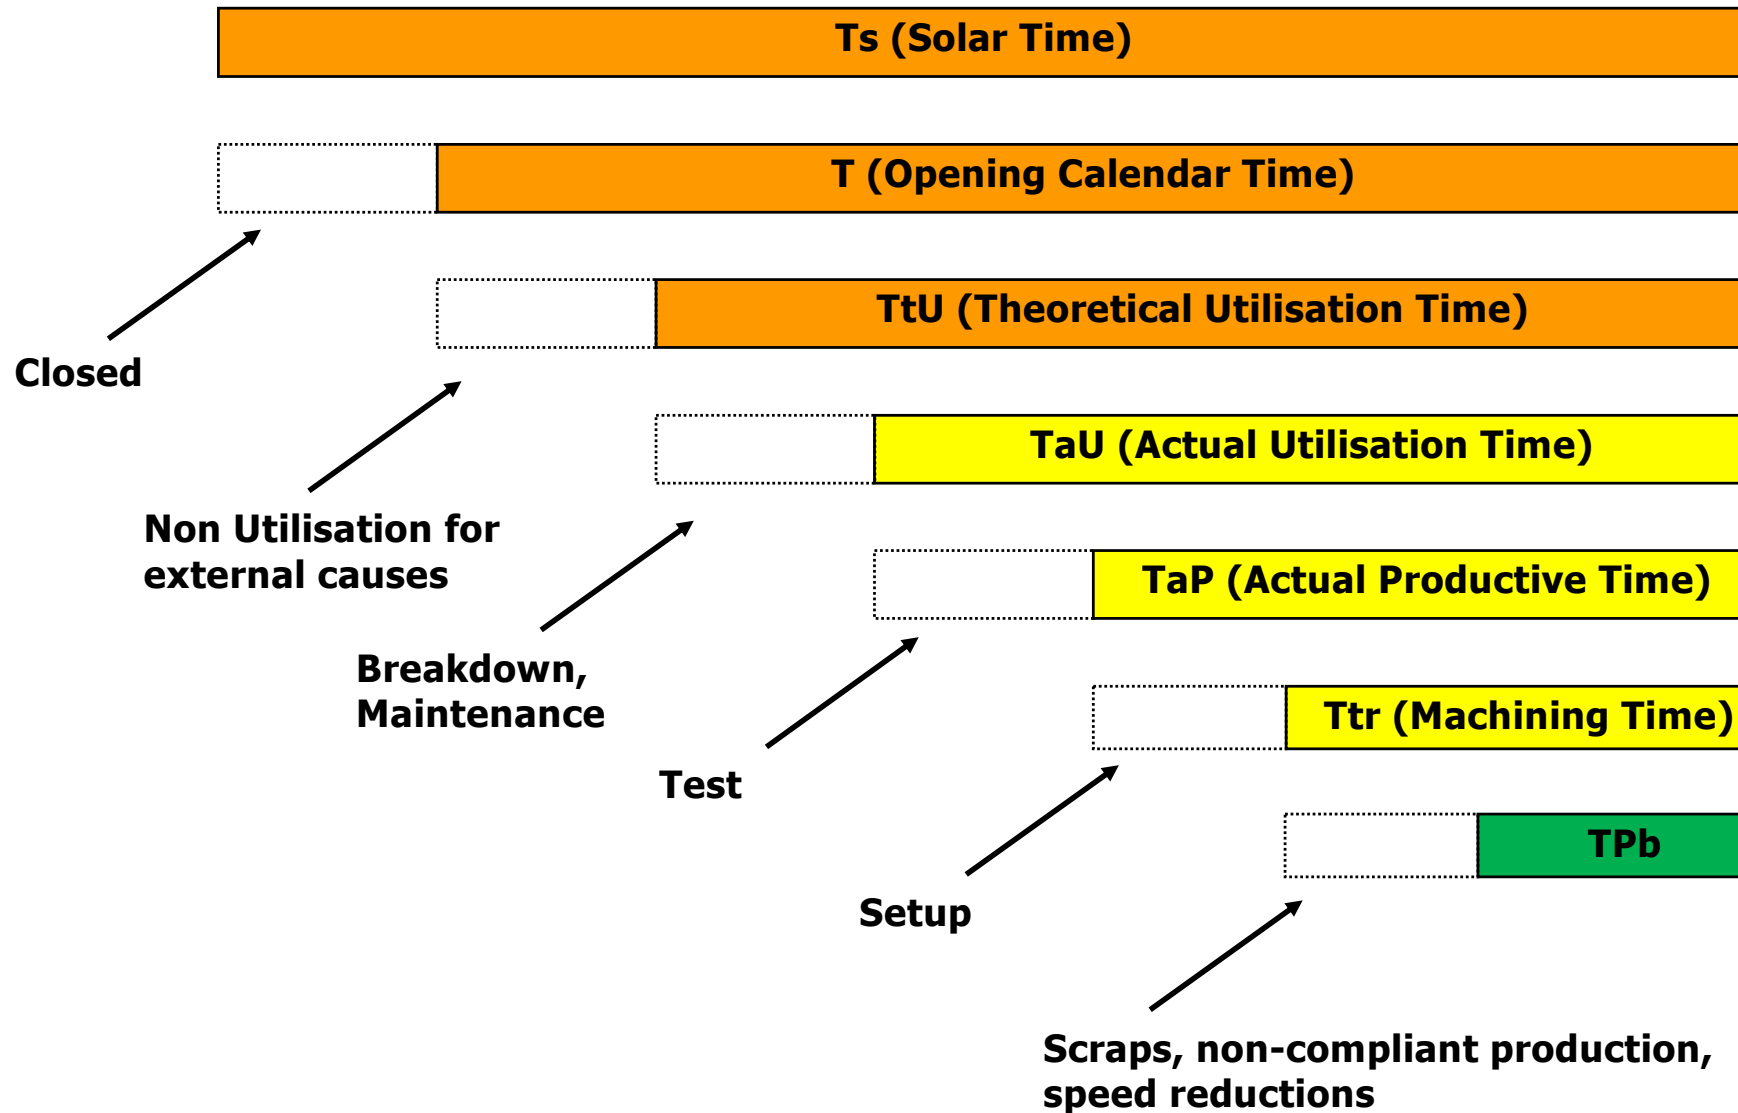 Ts (Solar Time)
T (Opening Calendar Time)
TtU (Theoretical Utilisation Time)
Closed
TaU (Actual Utilisation Time)
Non Utilisation for
external causes
TaP (Actual Productive Time)
Breakdown,
Maintenance
Ttr (Machining Time)
Test
TPb
Setup
Scraps, non-compliant production,
speed reductions